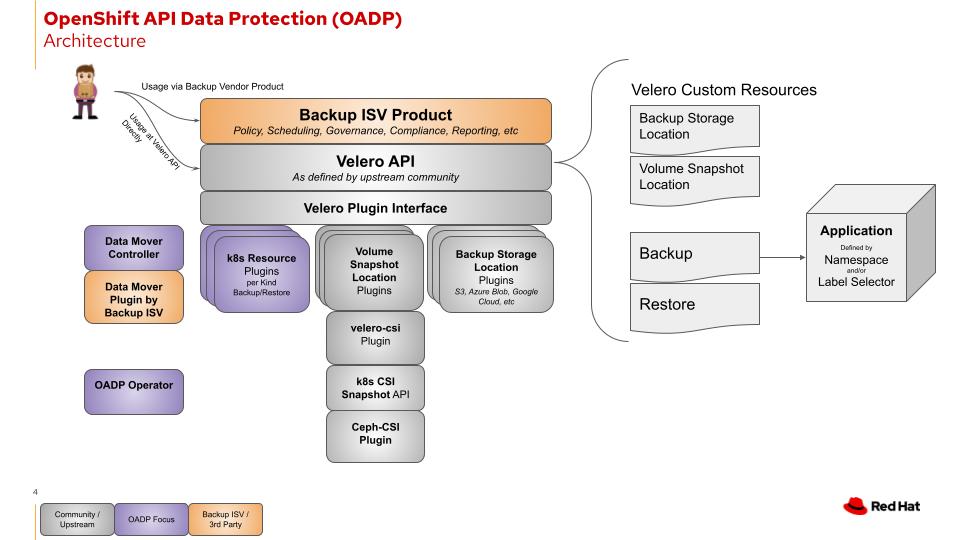 OpenShift API Data Protection (OADP)
Architecture
Usage via Backup Vendor Product
Usage at Velero API
Directly
Backup ISV Product
Policy, Scheduling, Governance, Compliance, Reporting, etc
Velero API
As defined by upstream community
Velero Plugin Interface
Data Mover
Controller
Data Mover
Plugin by
Backup ISV
OADP Operator
k8s Resource
Plugins
per Kind
Backup/Restore
Volume
Snapshot
Location
Plugins
velero-csi
Plugin
k8s CSI
Snapshot API
Ceph-CSI
Plugin
Backup Storage
Location
Plugins
S3, Azure Blob, Google
Cloud, etc
Velero Custom Resources
Backup Storage
Location
Volume Snapshot
Location
Backup
Restore
Application
Defined by
Namespace
and/or
Label Selector
4
Community /
Upstream
OADP Focus
Backup ISV /
3rd Party
Red Hat